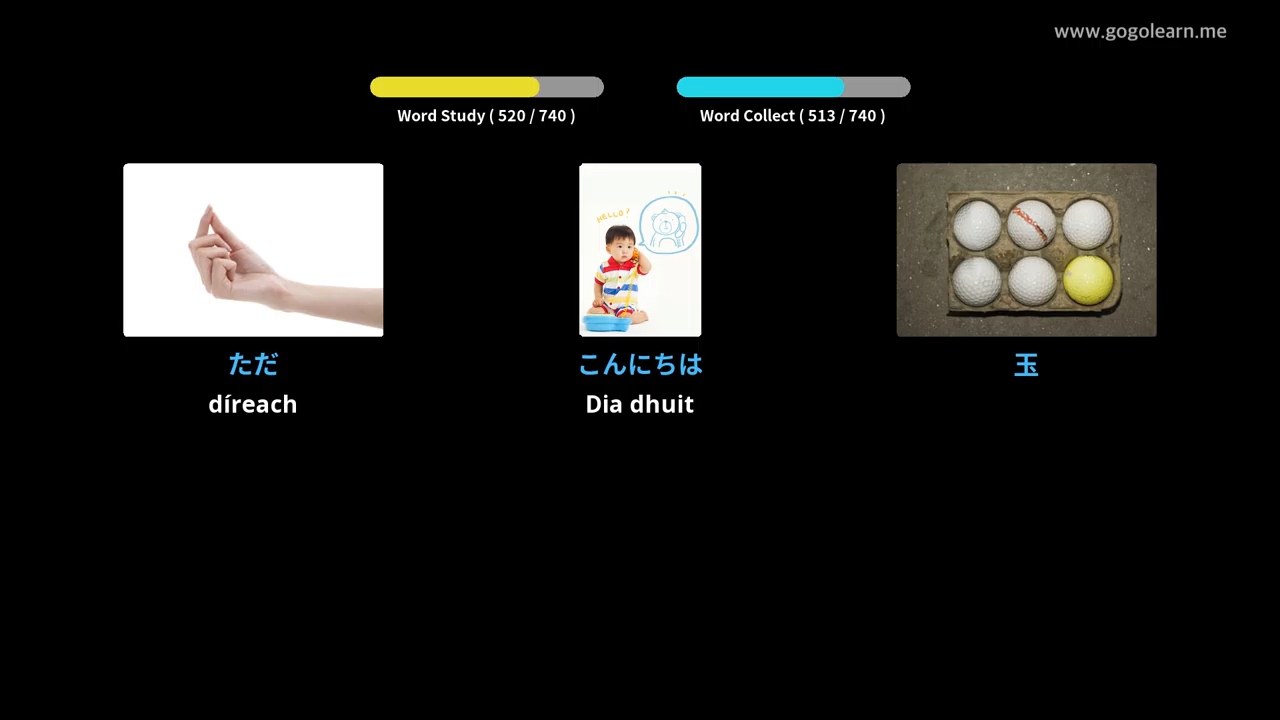 www.gogolearn.me
Word Study ( 520 / 740 )
Word Collect ( 513 / 740 )
HELLO?
ただ
こんにちは
玉
díreach
Dia dhuit